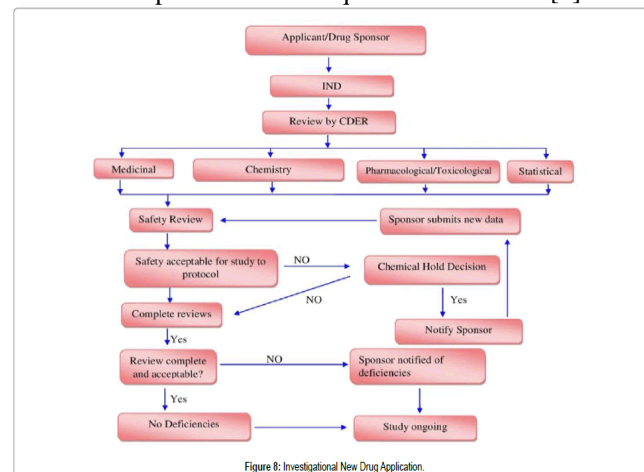 Applicant/Drug Sponsor
IND
Review by CDER
Medicinal
Chemistry
Pharmacological/Toxicological
Statistical
Safety Review
Sponsor submits new data
Safety acceptable for study to
protocol
NO
Chemical Hold Decision
NO
Yes
Complete reviews
Notify Sponsor
Yes
Review complete
and acceptable?
NO
Sponsor notified of
deficiencies
Yes
No Deficiencies
Study ongoing
Figure 8: Investigational New Drug Application.